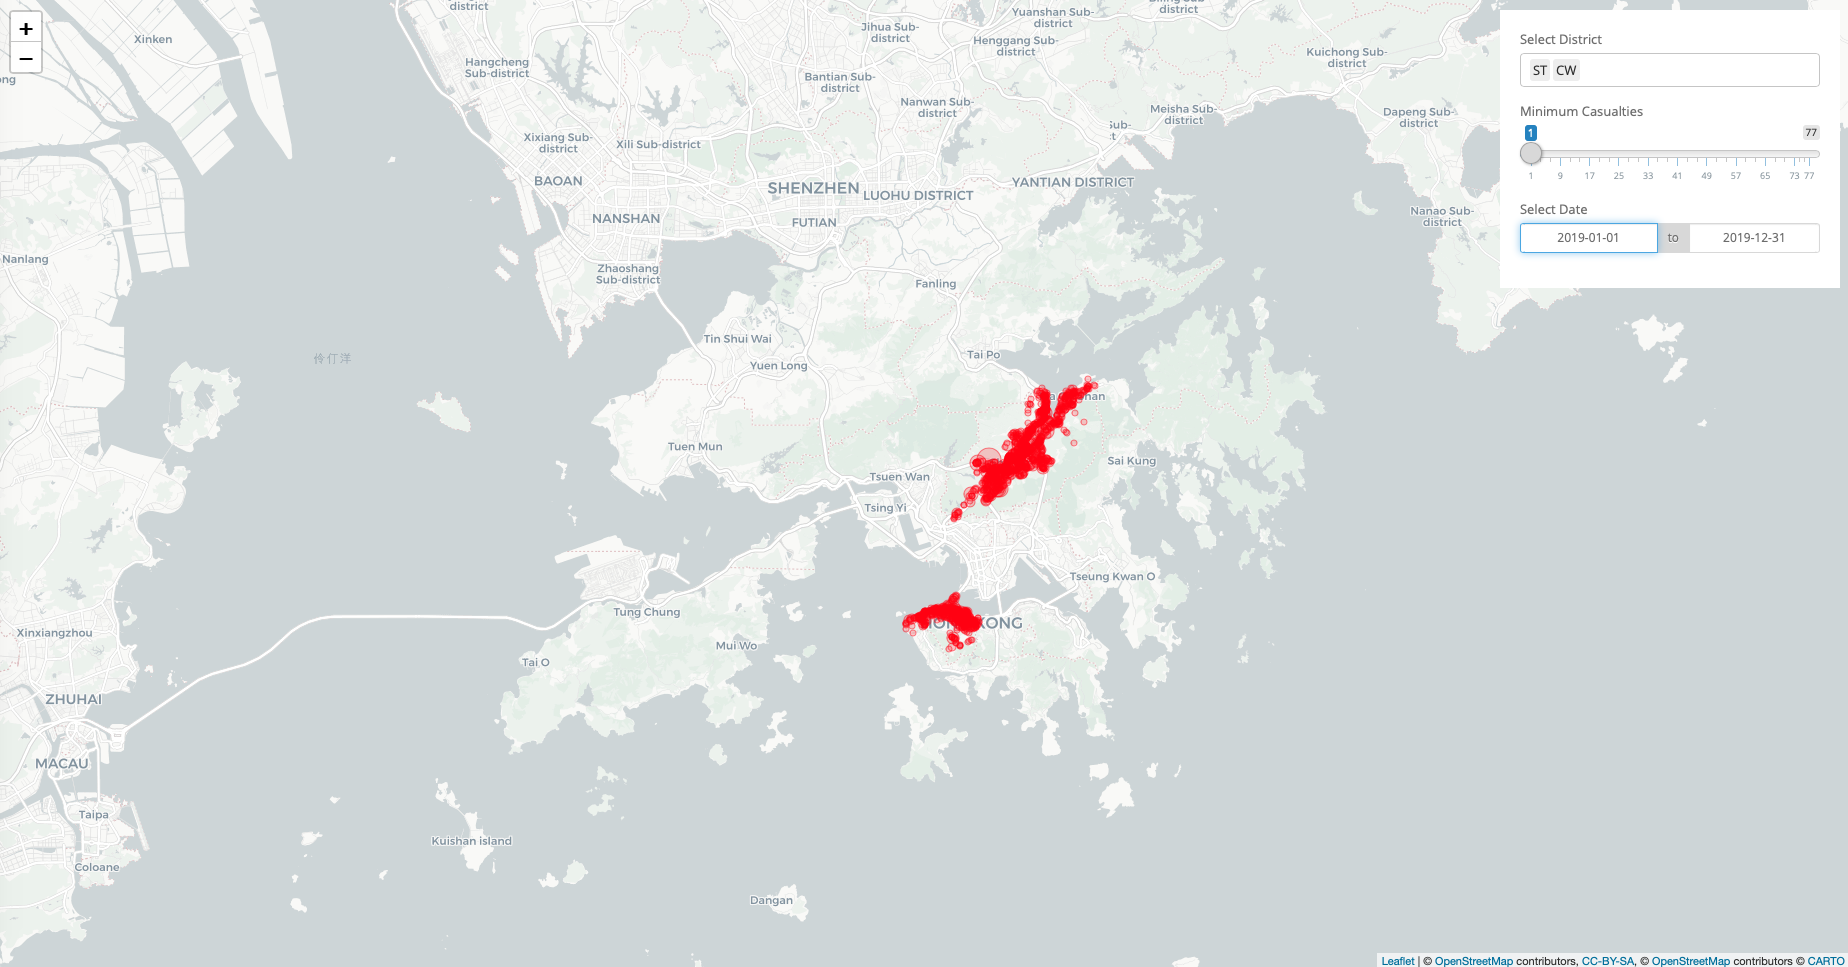 +
−
Xinken
district
Yuanshan Sub-
district
district
Jihua Sub-
district
Henggang Sub-
district
Kuichong Sub-
district
Hangcheng
Sub-district
Bantian Sub-
district
Nanwan Sub-
district
Meisha Sub-
district
Dapeng Sub-
district
Xixiang Sub-
district
Xili Sub-district
BAOAN
SHENZHEN
LUOHU DISTRICT
YANTIAN DISTRICT
NANSHAN
FUTIAN
Nanao Sub-
district
Nanlang
Zhaoshang
Sub-district
Fanling
伶仃洋
Tin Shui Wai
Yuen Long
Tai Po
Tuen Mun
Sai Kung
Tsuen Wan
Tsing Yi
Tseung Kwan O
Tung Chung
HONG KONG
Xinxiangzhou
Mui Wo
Tai O
ZHUHAI
MACAU
Taipa
Kuishan island
Coloane
Dangan
Select District
ST CW
Minimum Casualties
1 77
1 9 17 25 33 41 49 57 65 73 77
Select Date
2019-01-01 to 2019-12-31
Leaflet | © OpenStreetMap contributors, CC-BY-SA, © OpenStreetMap contributors © CARTO